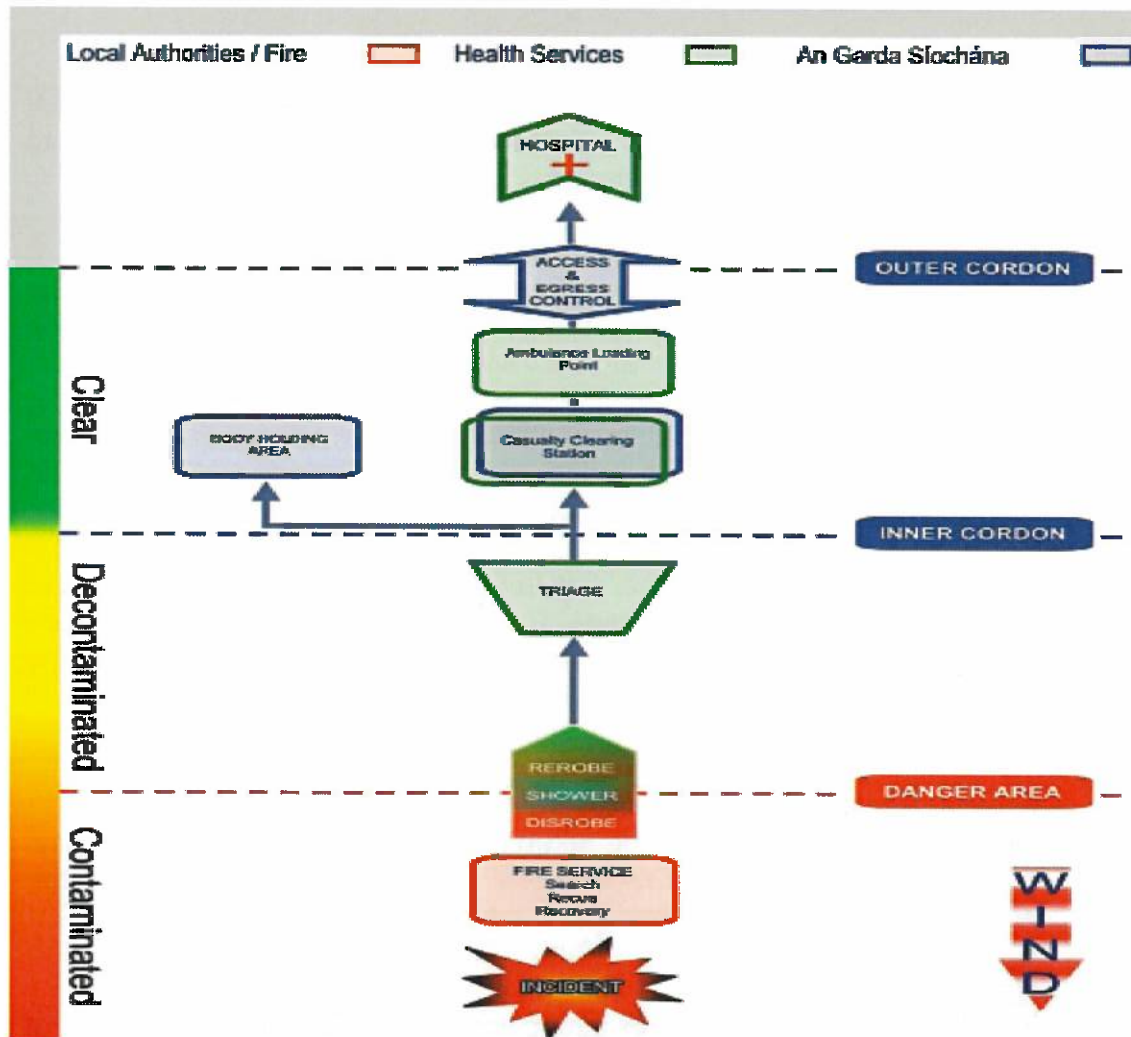 Local Authorities / Fire
Health Services
An Garda Síochána
HOSPITAL
ACCESS
&
EGRESS
CONTROL
OUTER CORDON
Ambulance Loading
Point
Clear
BODY HOLDING
AREA
Casualty Clearing
Station
INNER CORDON
TRIAGE
Decontaminated
REROBE
SHOWER
DISROBE
DANGER AREA
Contaminated
FIRE SERVICE
Search
Recue
Recovery
INCIDENT
WIND